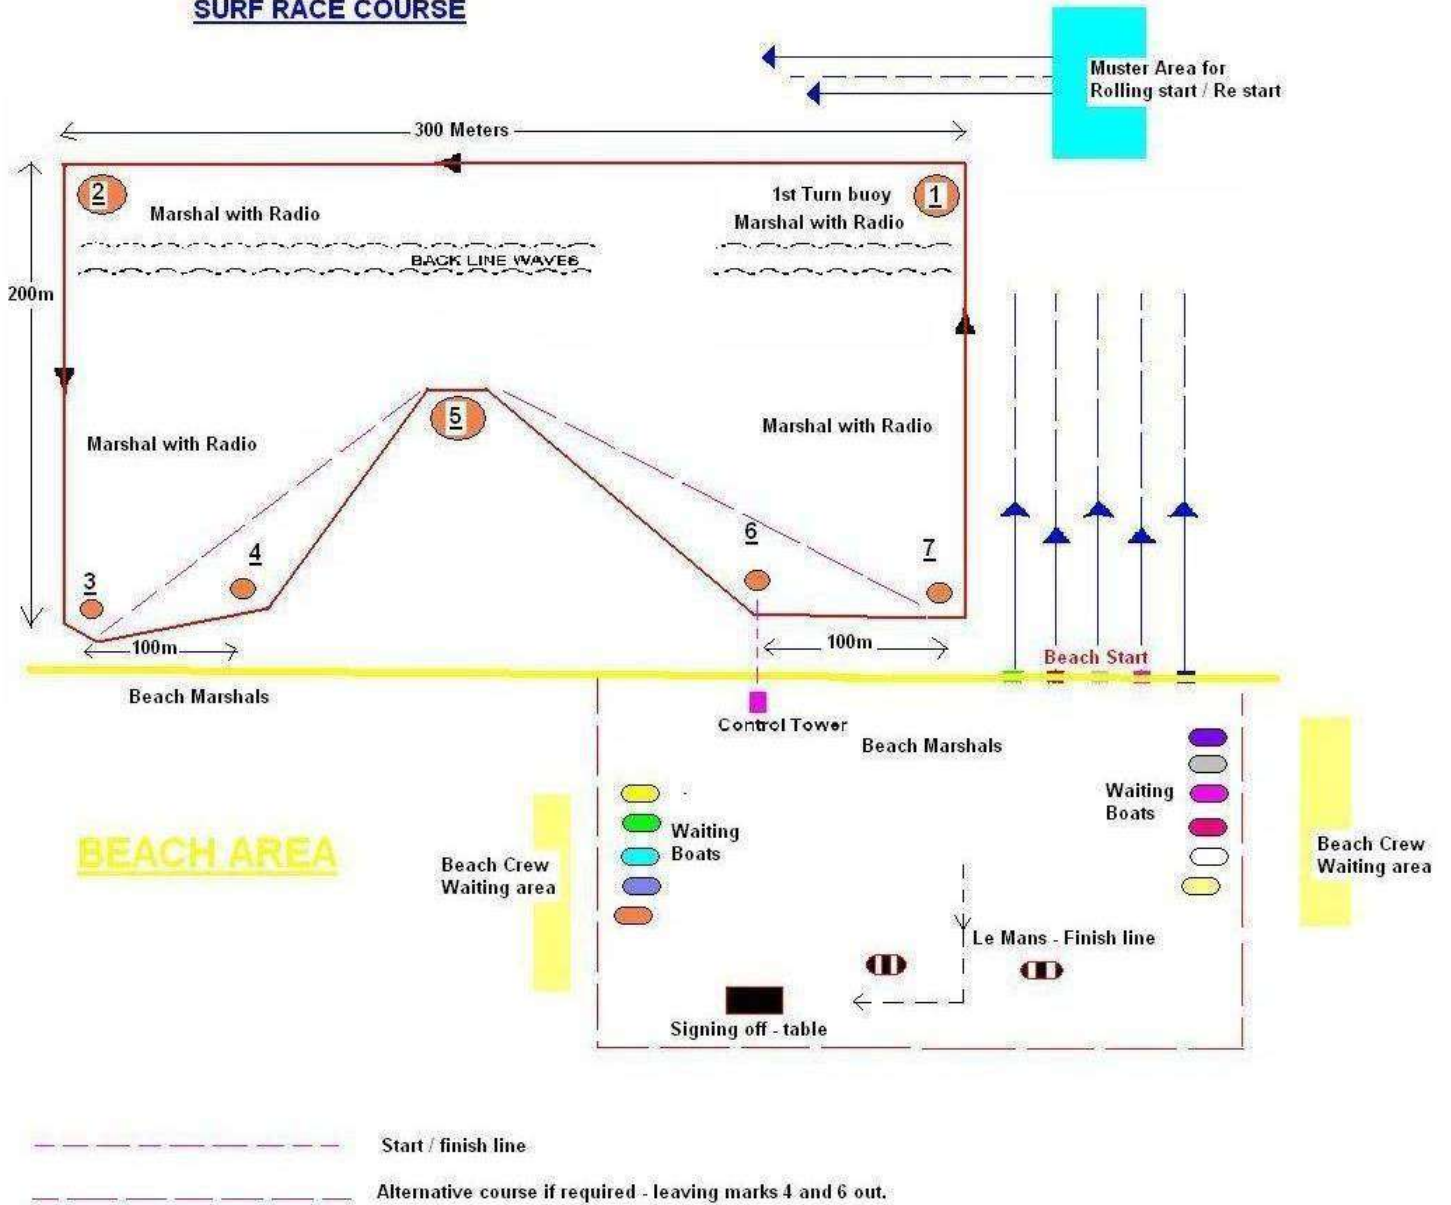 SURF RACE COURSE
Muster Area for
Rolling start / Re start
300 Meters
2
1st Turn buoy
1
Marshal with Radio
Marshal with Radio
BACK LINE WAVES
200m
5
Marshal with Radio
Marshal with Radio
6
4
7
3
100m
100m
Beach Start
Beach Marshals
Control Tower
Beach Marshals
Waiting
Boats
Waiting
Boats
BEACH AREA
Beach Crew
Waiting area
Beach Crew
Waiting area
Le Mans - Finish line
Signing off - table
Start / finish line
Alternative course if required - leaving marks 4 and 6 out.